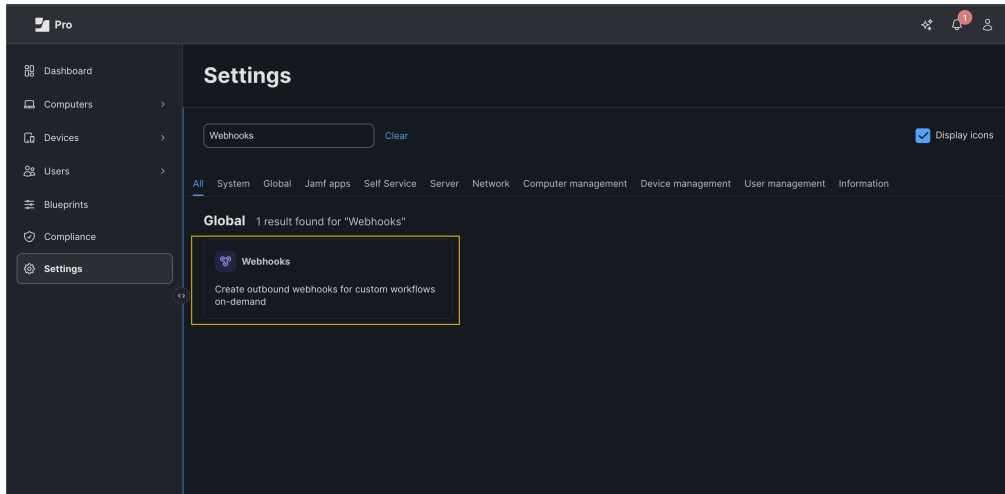 Pro
1
Dashboard
Computers
Devices
Users
Blueprints
Compliance
Settings
Settings
Webhooks
Clear
Display icons
All System Global Jamf apps Self Service Server Network Computer management Device management User management Information
Global 1 result found for "Webhooks"
Webhooks
Create outbound webhooks for custom workflows
on-demand